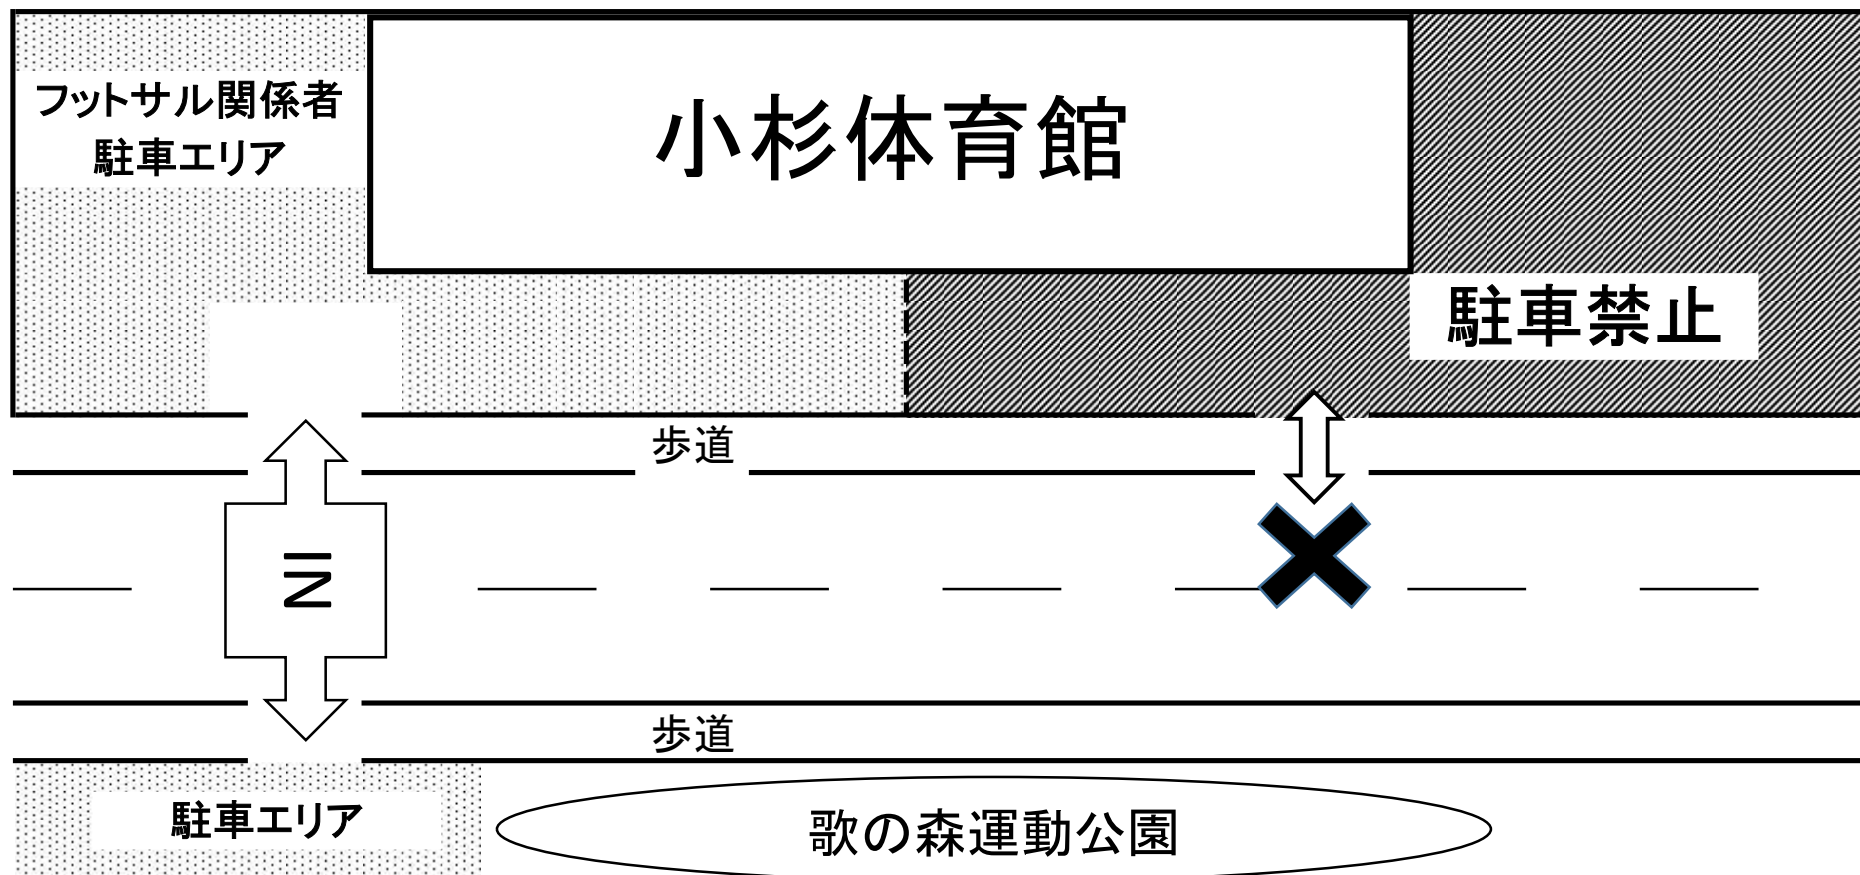 フットサル関係者
駐車エリア
小杉体育館
駐車禁止
歩道
IN
歩道
駐車エリア
歌の森運動公園